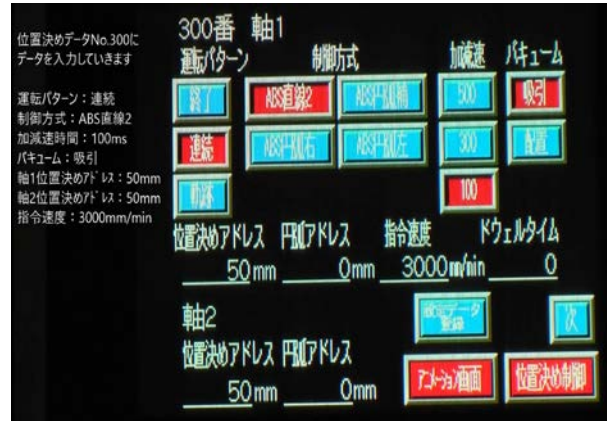 位置決めデータNo.300に
データを入力していきます
運転パターン：連続
制御方式：ABS直線2
加減速時間：100ms
バキューム：吸引
軸1位置決めｱﾄﾞﾚｽ：50mm
軸2位置決めｱﾄﾞﾚｽ：50mm
指令速度：3000mm/min
300番 軸1
運転パターン 制御方式 加減速 バキューム
終了 ABS直線2 ABS円弧補 500 吸引
連続 ABS円弧右 ABS円弧左 300 配置
軌跡 100
位置決めアドレス 円弧アドレス 指令速度 ドウェルタイム
50mm 0mm 3000mm/min 0
軸2
設定データ
登録
次
位置決めアドレス 円弧アドレス
50mm 0mm
アニメーション画面 位置決め制御